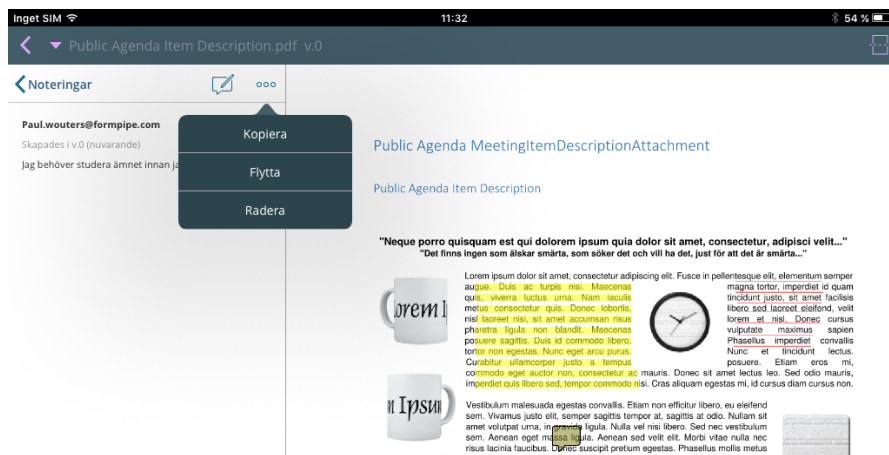 Inget SIM 11:32 54 %
Public Agenda Item Description.pdf v.0
Noteringar
Paul.wouters@formpipe.com
Skapades i v.0 (nuvarande)
Jag behöver studera ämnet innan
Kopiera
Flytta
Radera
Public Agenda MeetingItemDescriptionAttachment
Public Agenda Item Description
"Neque porro quisquam est qui dolorem ipsum quia dolor sit amet, consectetur, adipisci velit..."
"Det finns ingen som älskar smärta, som söker det och vill ha det, just för att det är smärta..."
Lorem ipsum dolor sit amet, consectetur adipiscing elit. Fusce in pellentesque elit, elementum semper
augue. Duis ac turpis nisi. Maecenas magna tortor, imperdiet id quam
quis, viverra luctus urna. Nam iaculis tincidunt justo, sit amet facilisis
metus consectetur quis. Donec lobortis, libero sed laoreet eleifend, velit
nisl laoreet nisi, sit amet accumsan risus lorem et nisl. Donec cursus
pharetra ligula non blandit. Maecenas vulputate maximus sapien
posuere sagittis. Duis id commodo libero. Phasellus imperdiet convallis
tortor non egestas. Nunc eget arcu purus. Nunc et tincidunt lectus.
Curabitur ullamcorper justo a tempus posuere. Etiam eros mi,
commodo eget auctor non, consectetur ac mauris. Donec sit amet lectus leo. Sed odio mauris,
imperdiet quis libero sed, tempor commodo nisi. Cras aliquam egestas mi, id cursus diam cursus non.
lorem I
m Ipsum
Vestibulum malesuada egestas convallis. Etiam non efficitur libero, eu eleifend
sem. Vivamus justo elit, semper sagittis tempor at, sagittis at odio. Nullam sit
amet volutpat urna, in gravida ligula. Nulla vel nisi libero. Sed nec vestibulum
sem. Aenean eget massa ligula. Aenean sed velit elit. Morbi vitae nulla nec
risus lacinia faucibus. Donec suscipit pretium egestas. Phasellus mollis metus